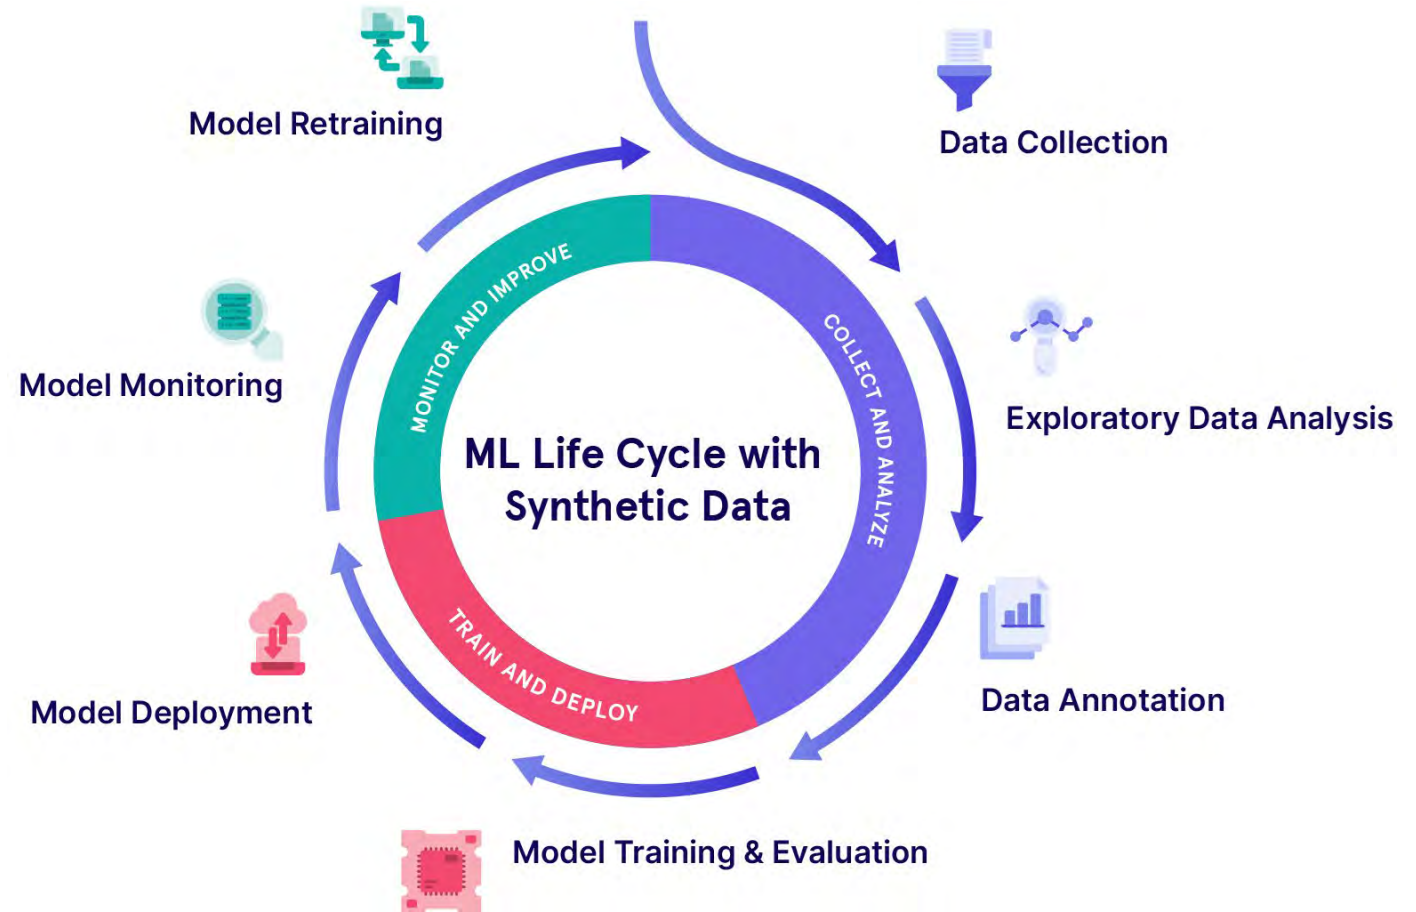 Model Retraining
Data Collection
MONITOR AND IMPROVE
COLLECT AND ANALYZE
Model Monitoring
Exploratory Data Analysis
ML Life Cycle with
Synthetic Data
TRAIN AND DEPLOY
Model Deployment
Data Annotation
Model Training & Evaluation